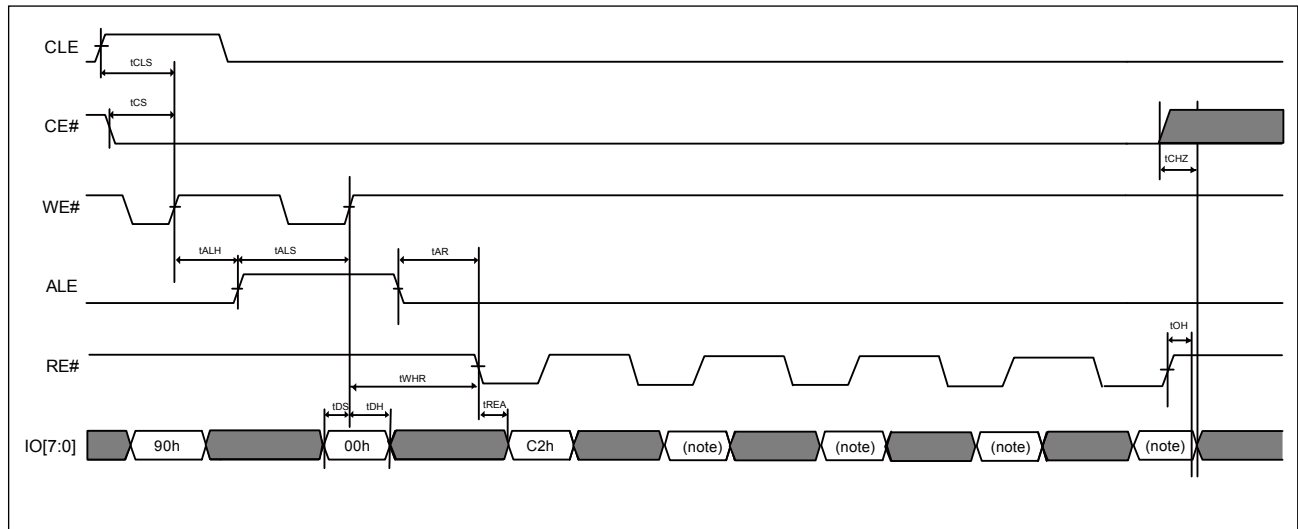 CLE
tCLS
CE#
tCS
tCHZ
WE#
tALH tALS tAR
ALE
tOH
RE#
tWHR
tDS tDH tREA
IO[7:0] 90h 00h C2h (note) (note) (note) (note)